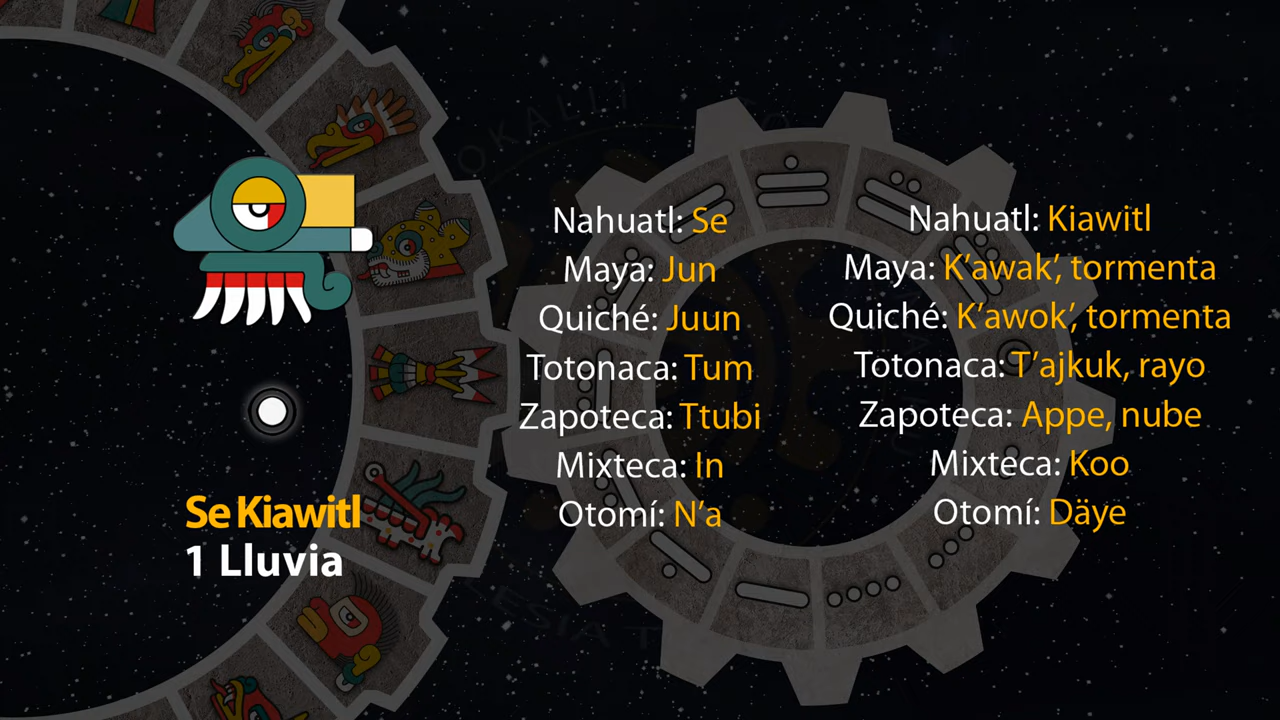 Nahuatl: Se
Maya: Jun
Quiché: Juun
Totonaca: Tum
Zapoteca: Ttubi
Mixteca: In
Otomí: N’a
Nahuatl: Kiawitl
Maya: K’awak’, tormenta
Quiché: K’awok’, tormenta
Totonaca: T’ajkuk, rayo
Zapoteca: Appe, nube
Mixteca: Koo
Otomí: Däye
Se Kiawitl
1 Lluvia